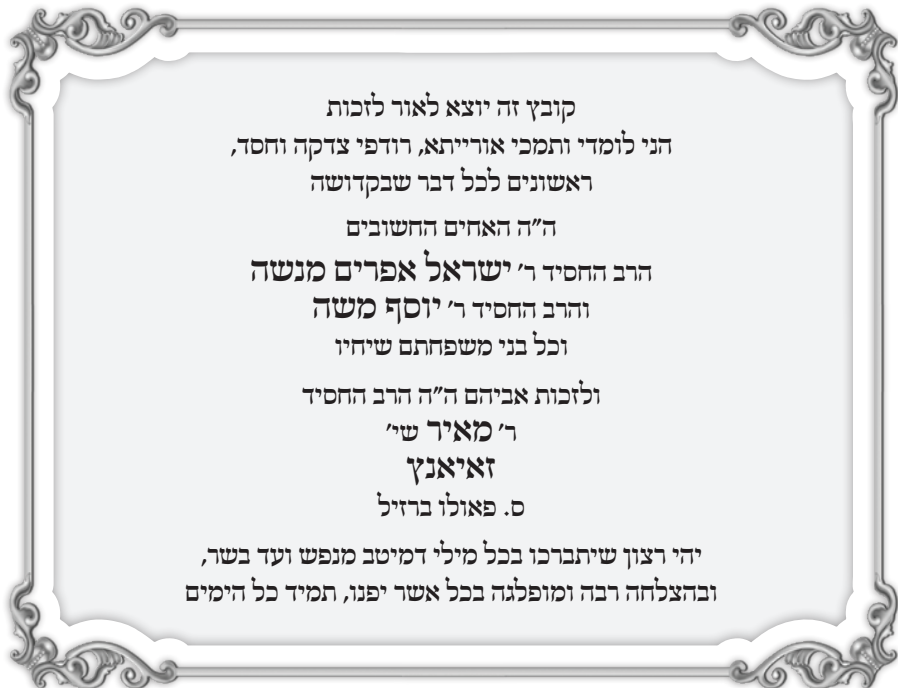 קובץ זה יוצא לאור לזכות
הני לומדי ותמכי אורייתא, רודפי צדקה וחסד,
ראשונים לכל דבר שבקדושה
ה״ה האחים החשובים
הרב החסיד ר׳ ישראל אפרים מנשה
והרב החסיד ר׳ יוסף משה
וכל בני משפחתם שיחיו
ולזכות אביהם ה״ה הרב החסיד
ר׳ מאיר שי׳
זאיאנץ
ס. פאולו ברזיל
יהי רצון שיתברכו בכל מילי דמיטב מנפש ועד בשר,
ובהצלחה רבה ומופלגה בכל אשר יפנו, תמיד כל הימים